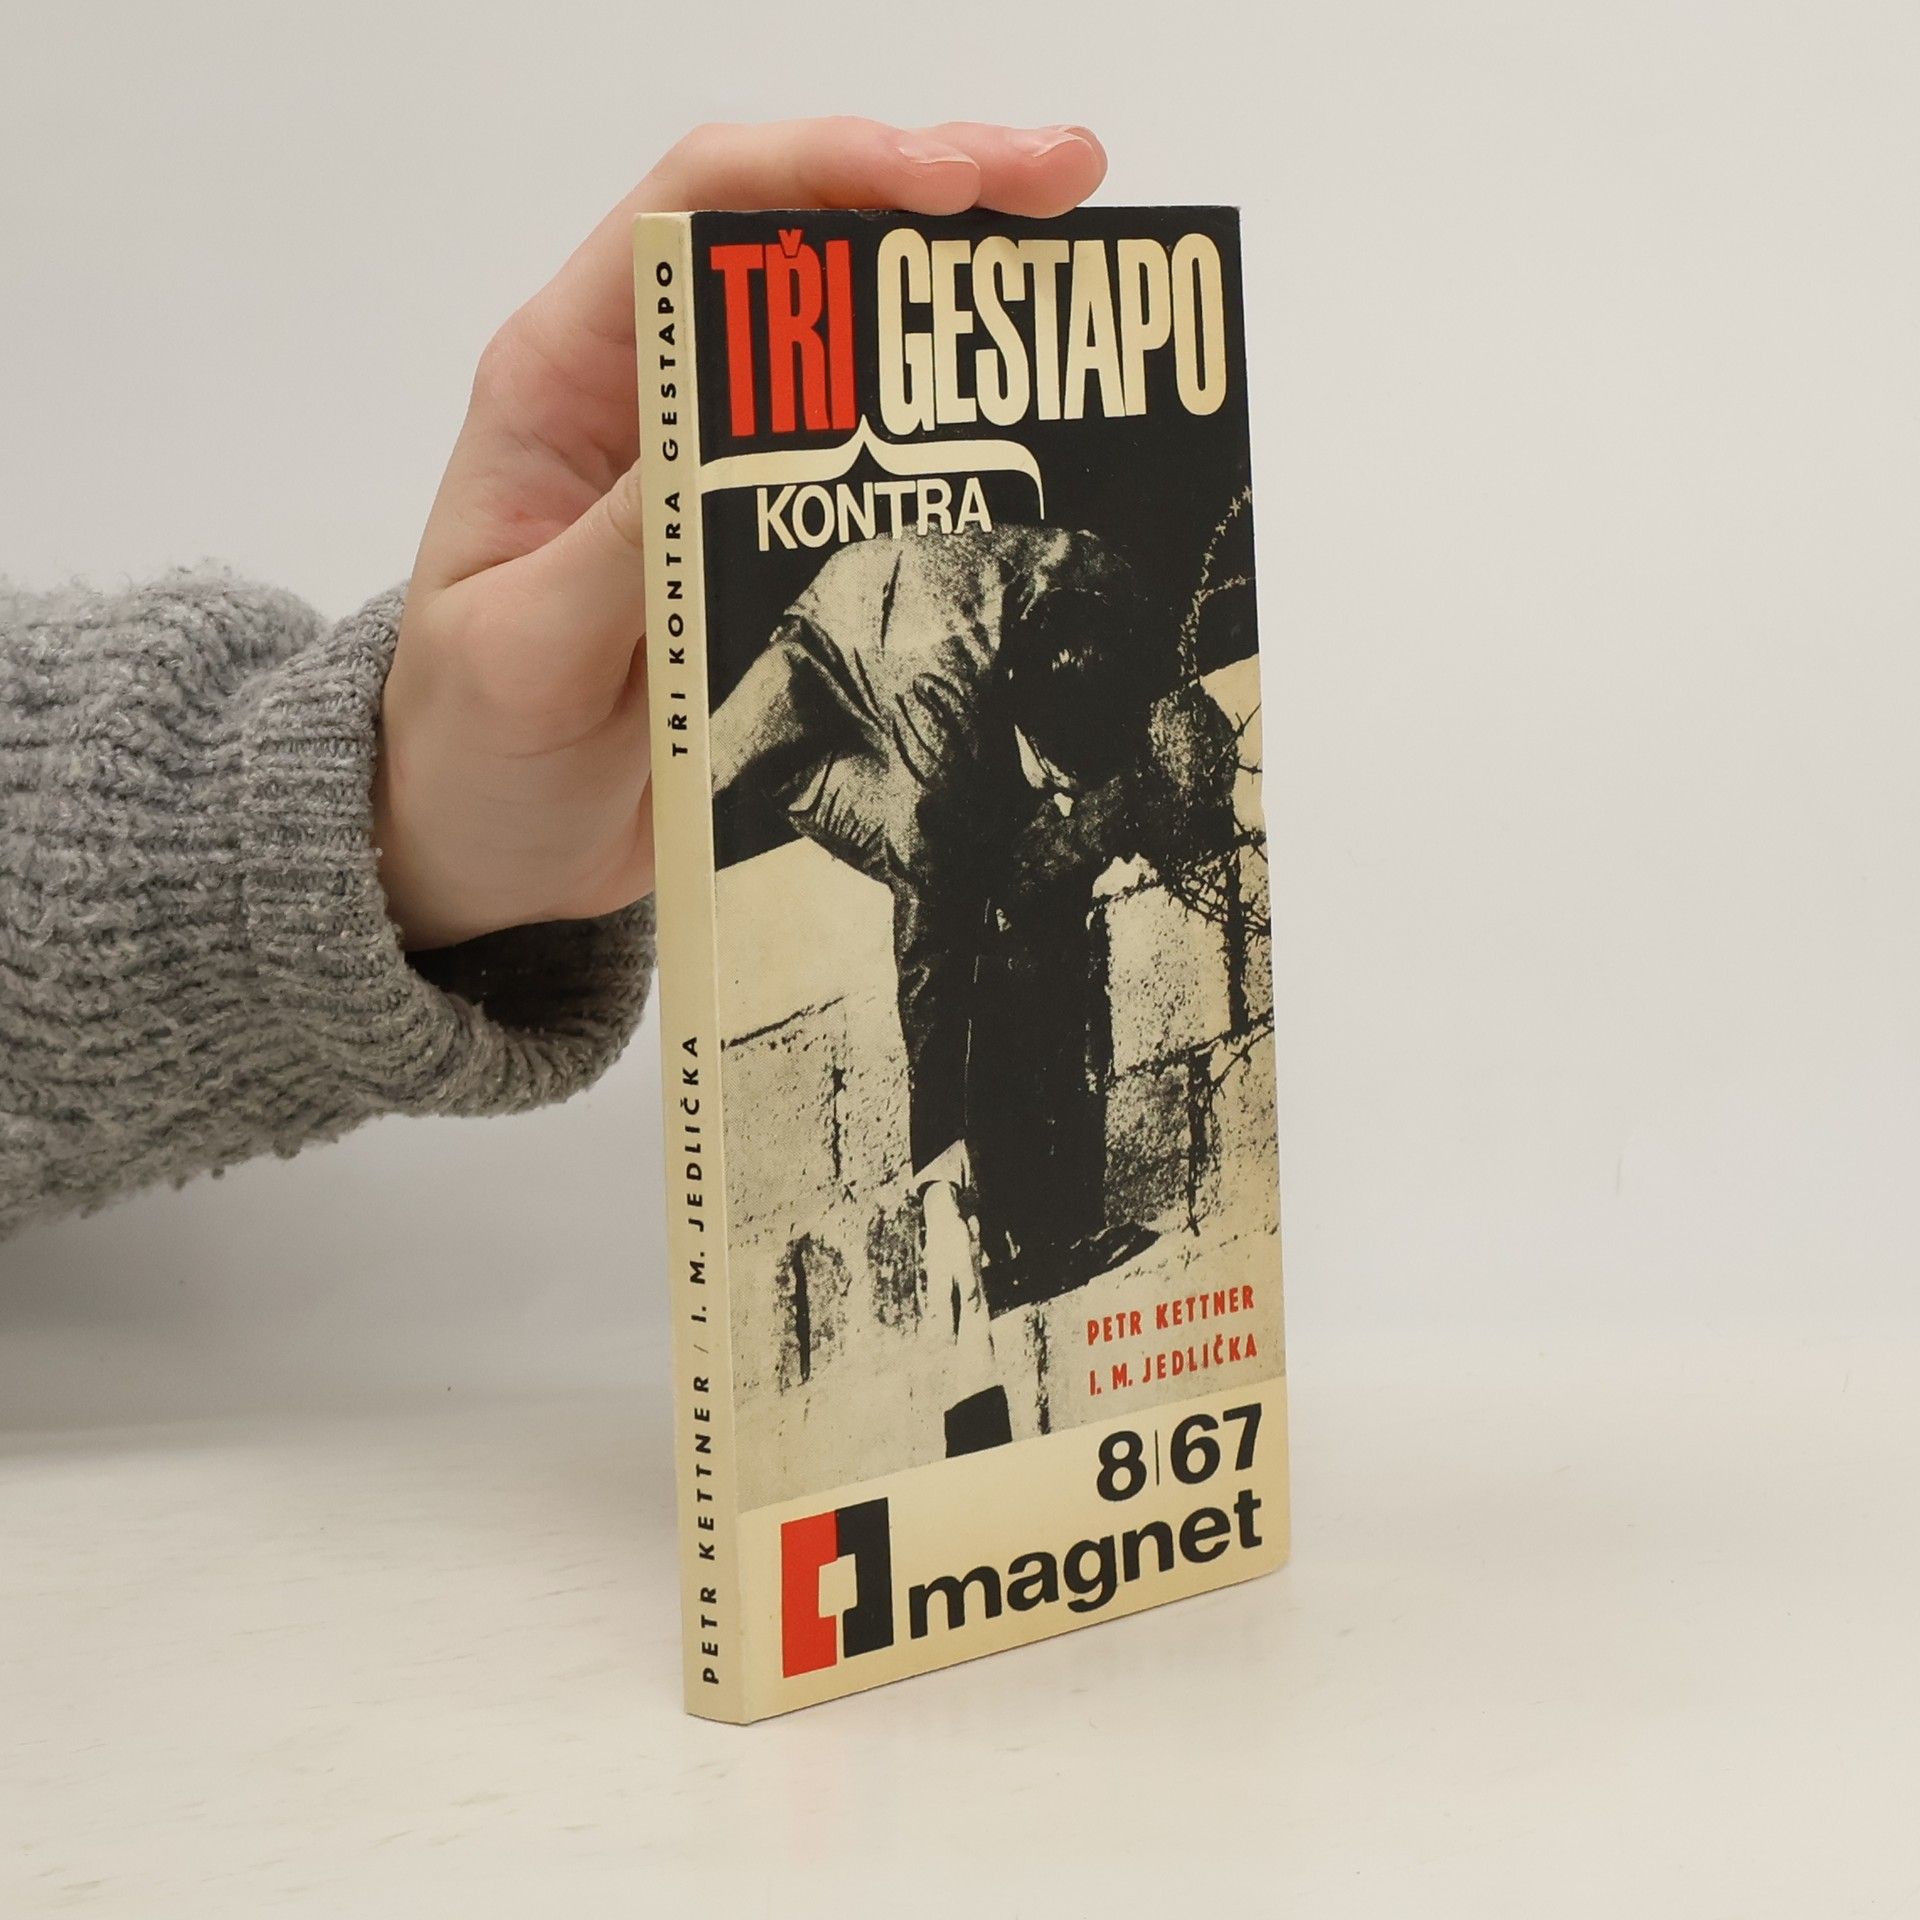 TŘI GESTAPO
KONTRA
PETR KETTNER
I. M. JEDLIČKA
8|67
magnet
PETR KETTNER / I. M. JEDLIČKA TŘI KONTRA GESTAPO